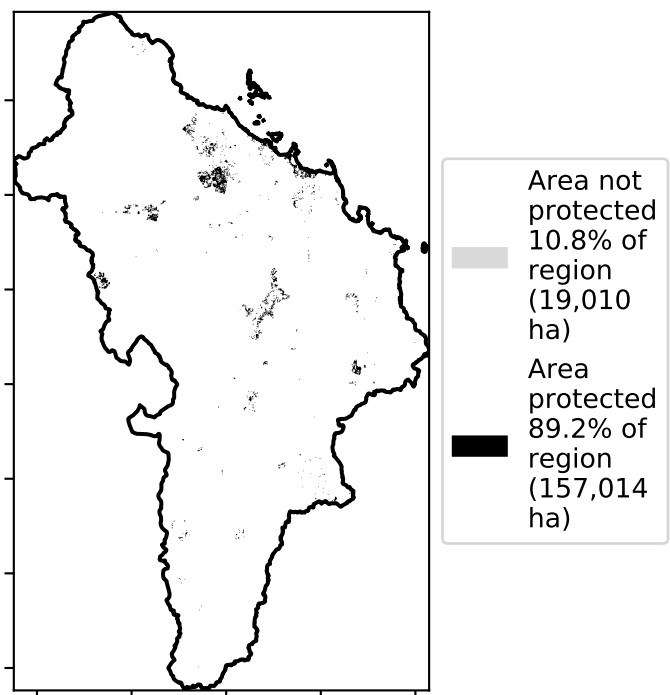 Area not
protected
10.8% of
region
(19,010
ha)
Area
protected
89.2% of
region
(157,014
ha)